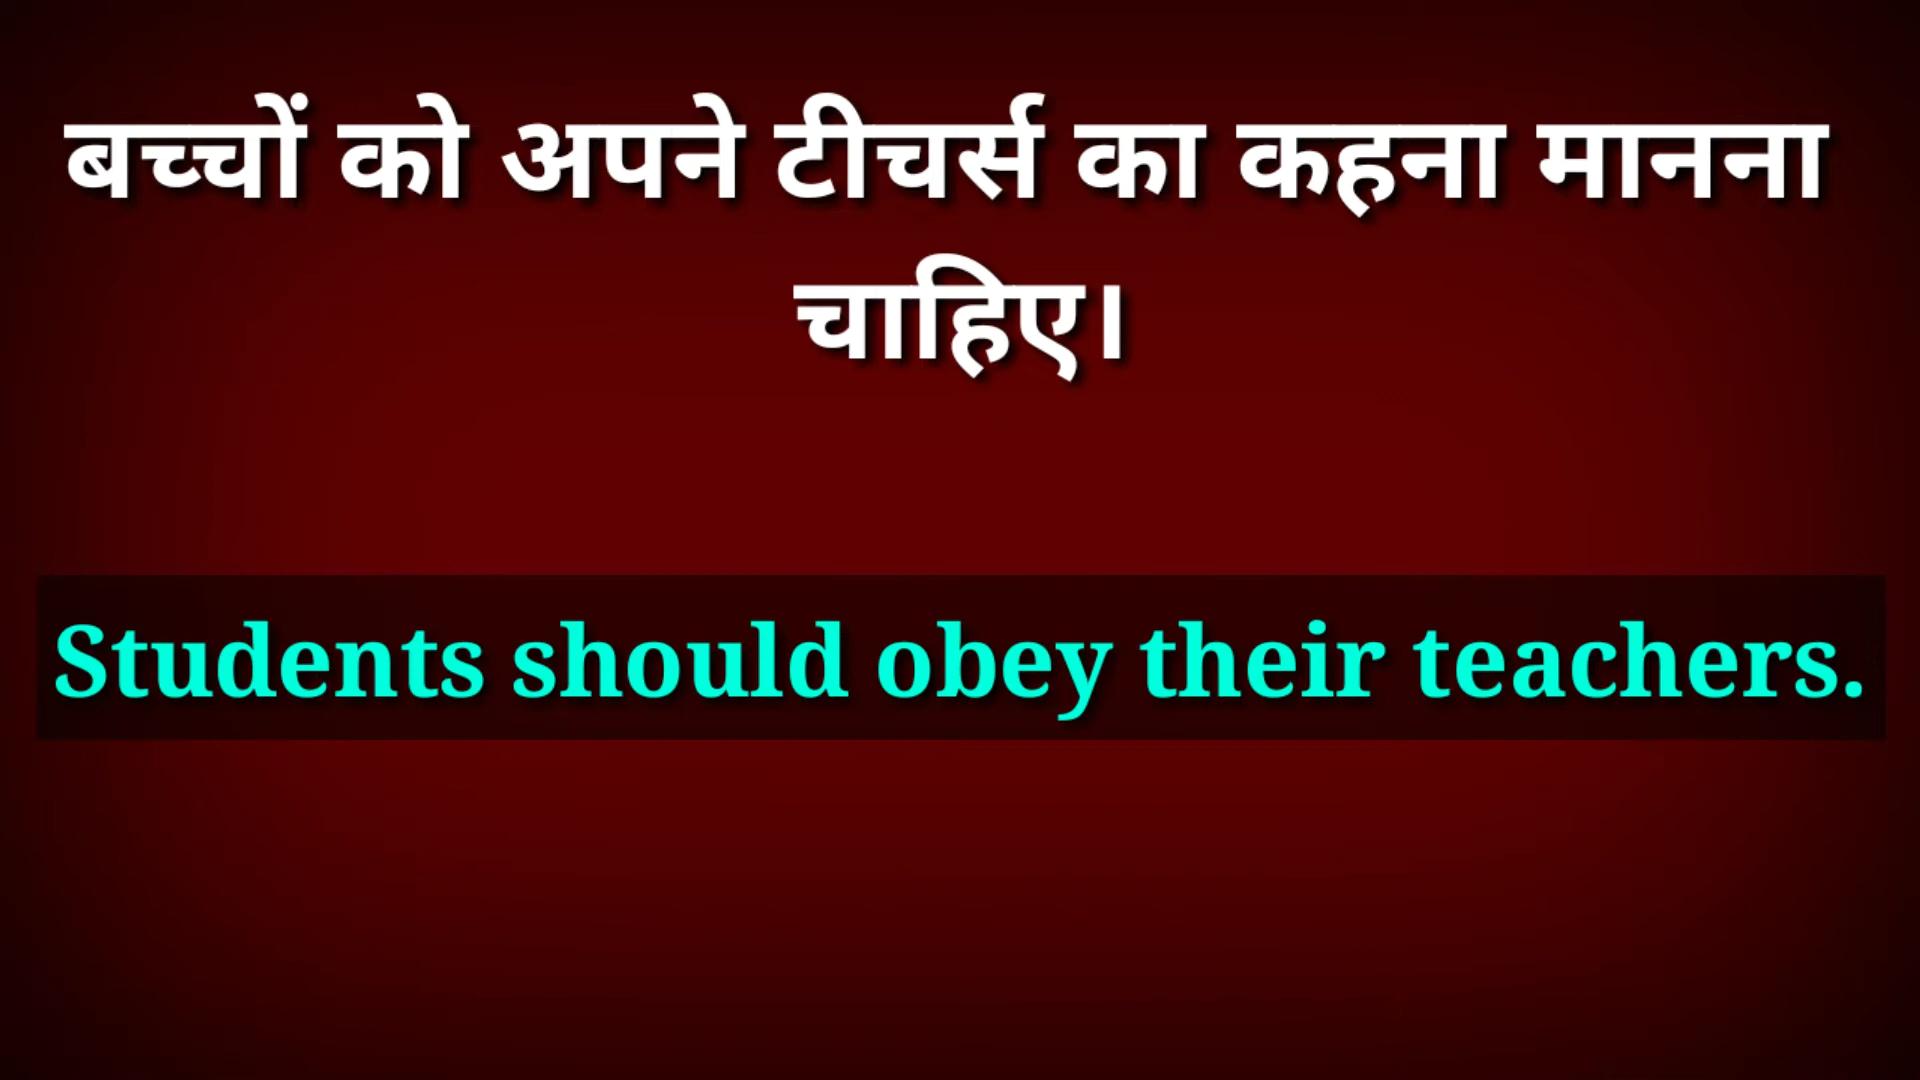 बच्चों को अपने टीचर्स का कहना मानना
चाहिए।
Students should obey their teachers.